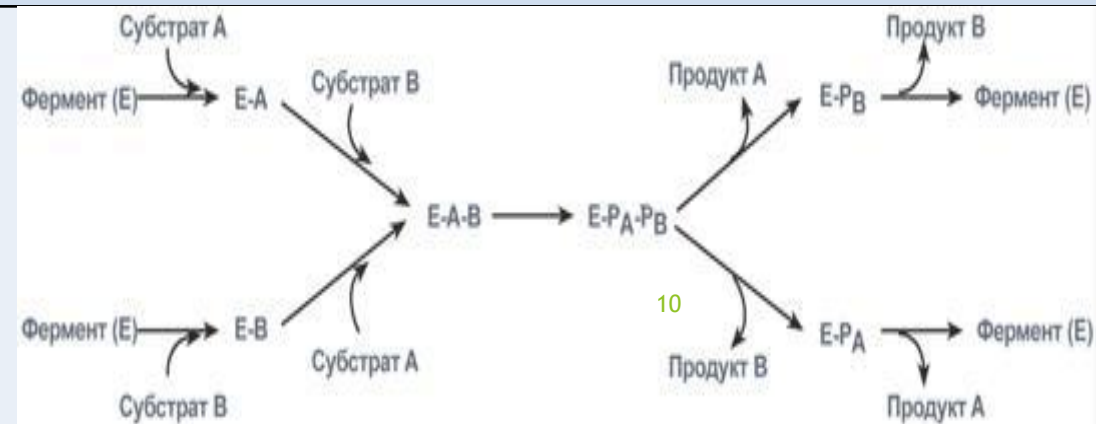 Субстрат А
Продукт В
Субстрат В
Продукт А
Фермент (Е)
Е-А
Е-PB
Фермент (Е)
Е-А-В
Е-PA-PB
10
Фермент (Е)
Е-В
Е-PA
Фермент (Е)
Субстрат А
Продукт В
Субстрат В
Продукт А